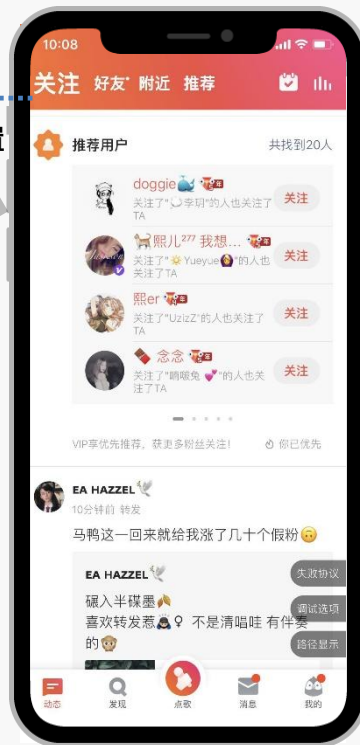 10:08
关注 好友 附近 推荐
置
推荐用户 共找到20人
doggie🐳
关注了"🌙李玥"的人也关注了
TA
关注
🐈熙儿²⁷⁷ 我想...
关注了"☀️Yueyue🙆"的人也
关注了TA
关注
熙er
关注了"UzizZ"的人也关注了
TA
关注
🍫 念念
关注了"喃暖兔 💕"的人也关
注了TA
关注
VIP享优先推荐，获更多粉丝关注！ 你已优先
EA HAZZEL🕊
10分钟前 转发
马鸭这一回来就给我涨了几十个假粉🙃
EA HAZZEL🕊
碾入半碟墨🍂
喜欢转发惹🙇♀ 不是清唱哇 有伴奏
的🐵
失败协议
调试选项
路径显示
动态 发现 点歌 消息 我的